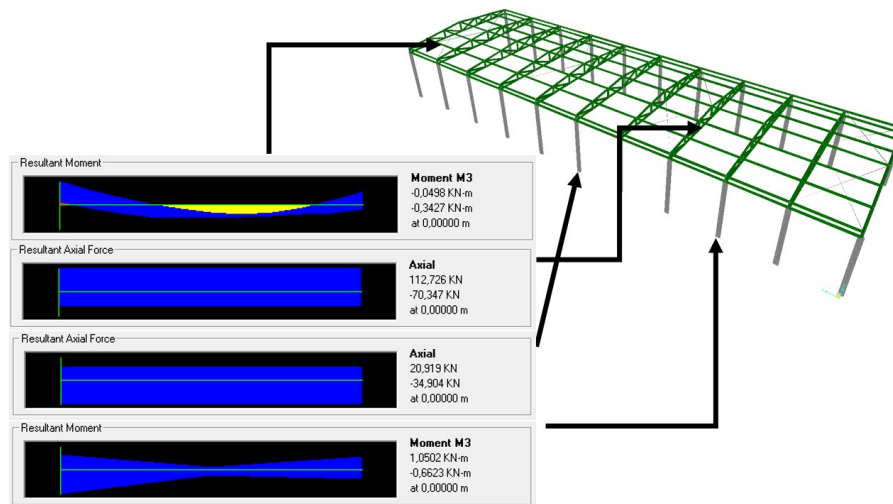 Resultant Moment
Moment M3
-0,0498 KN-m
-0,3427 KN-m
at 0,00000 m
Resultant Axial Force
Axial
112,726 KN
-70,347 KN
at 0,00000 m
Resultant Axial Force
Axial
20,919 KN
-34,904 KN
at 0,00000 m
Resultant Moment
Moment M3
1,0502 KN-m
-0,6623 KN-m
at 0,00000 m